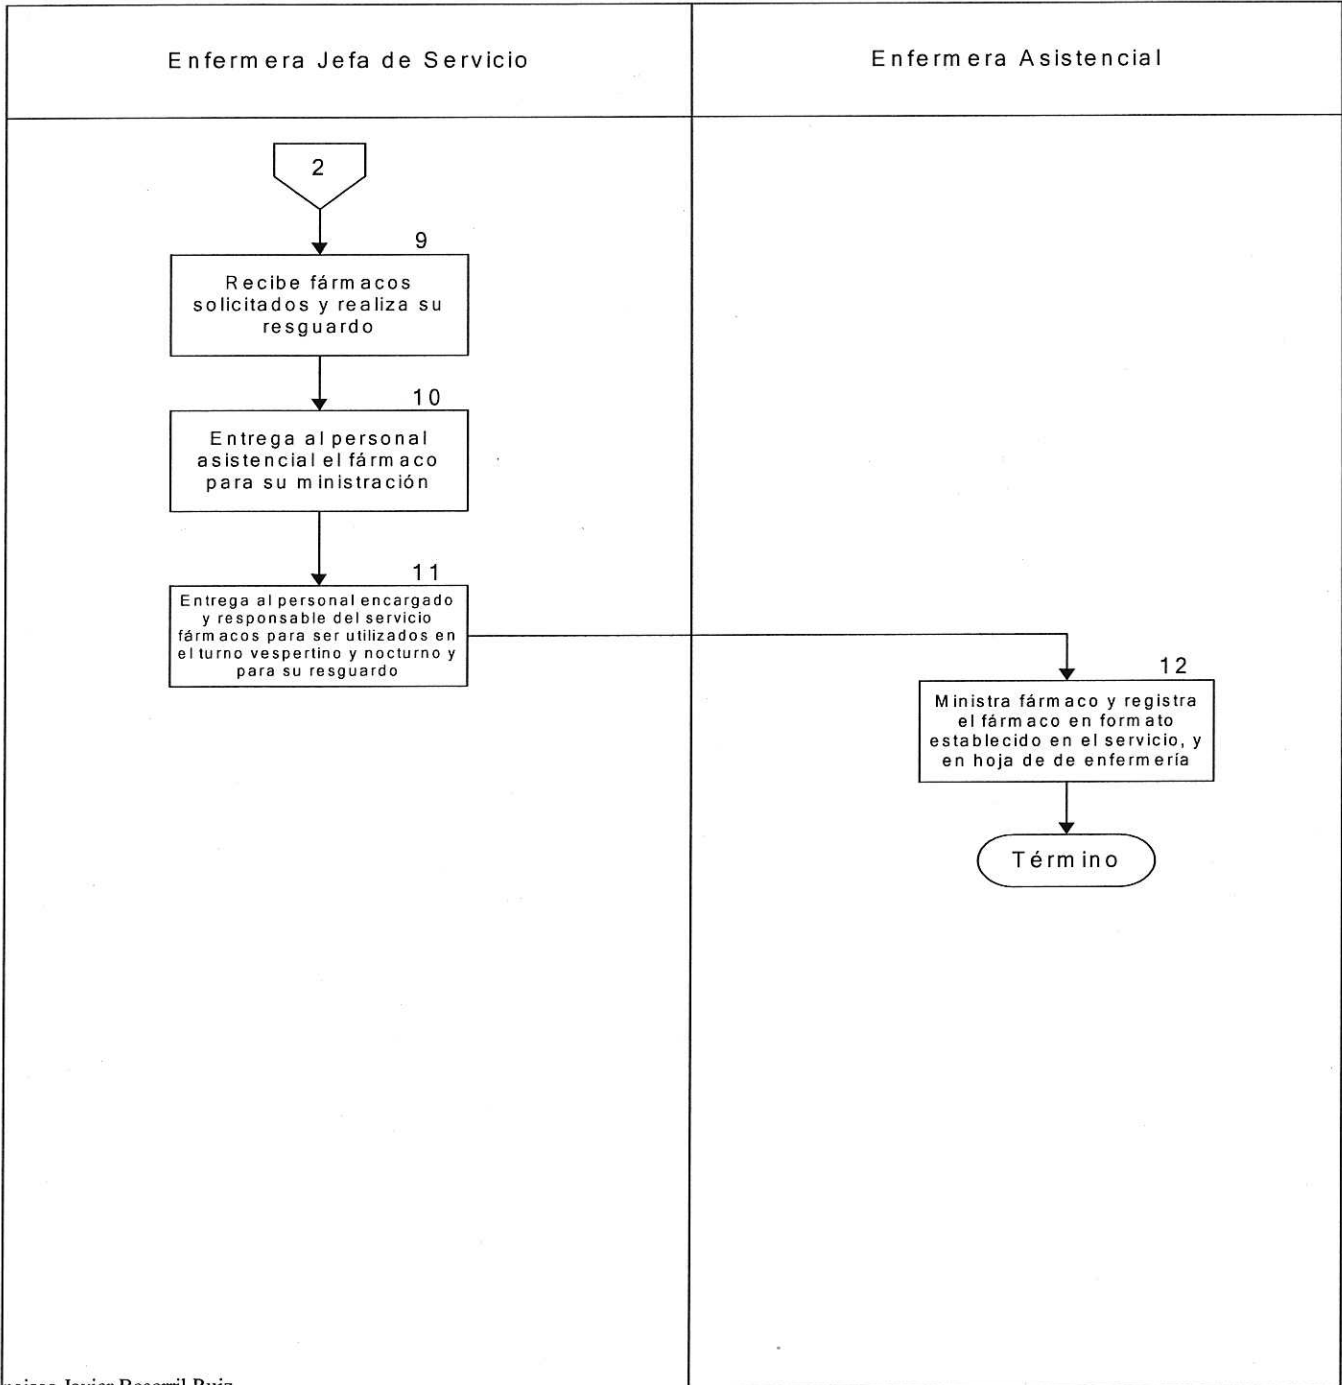 Enfermera Jefa de Servicio
Enfermera Asistencial
2
9
Recibe fármacos
solicitados y realiza su
resguardo
10
Entrega al personal
asistencial el fármaco
para su ministración
11
Entrega al personal encargado
y responsable del servicio
fármacos para ser utilizados en
el turno vespertino y nocturno y
para su resguardo
12
Ministra fármaco y registra
el fármaco en formato
establecido en el servicio, y
en hoja de de enfermería
Término
Javier Becerril Ruiz